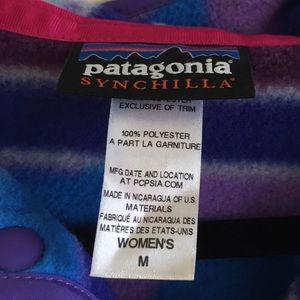 patagonia
SYNCHILLA
EXCLUSIVE OF TRIM
100% POLYESTER
A PART LA GARNITURE
MFG DATE AND LOCATION
AT PCPSIA.COM
MADE IN NICARAGUA OF U.S.
MATERIALS
FABRIQUÉ AU NICARAGUA DES
MATIÈRES DES ETATS-UNIS
WOMEN'S
M